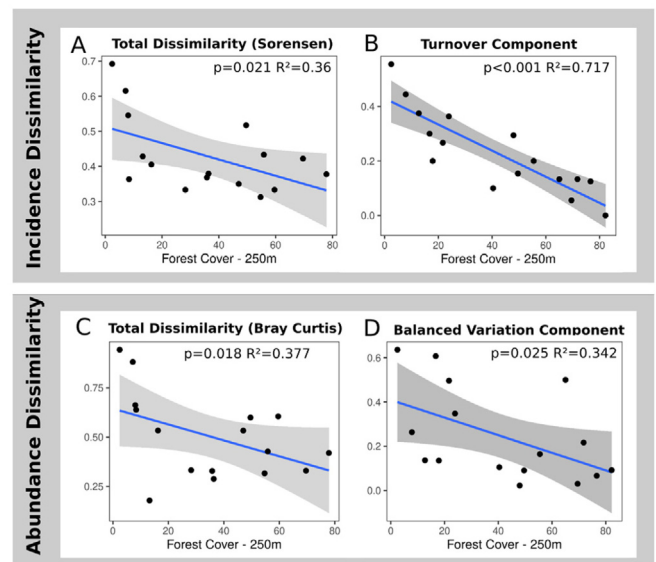 Incidence Dissimilarity
A Total Dissimilarity (Sorensen)
p=0.021 R²=0.36
0.7
0.6
0.5
0.4
0.3
0 20 40 60 80
Forest Cover - 250m
B Turnover Component
p<0.001 R²=0.717
0.4
0.2
0.0
0 20 40 60 80
Forest Cover - 250m
Abundance Dissimilarity
C Total Dissimilarity (Bray Curtis)
p=0.018 R²=0.377
0.75
0.50
0.25
0 20 40 60 80
Forest Cover - 250m
D Balanced Variation Component
p=0.025 R²=0.342
0.6
0.4
0.2
0.0
0 20 40 60 80
Forest Cover - 250m